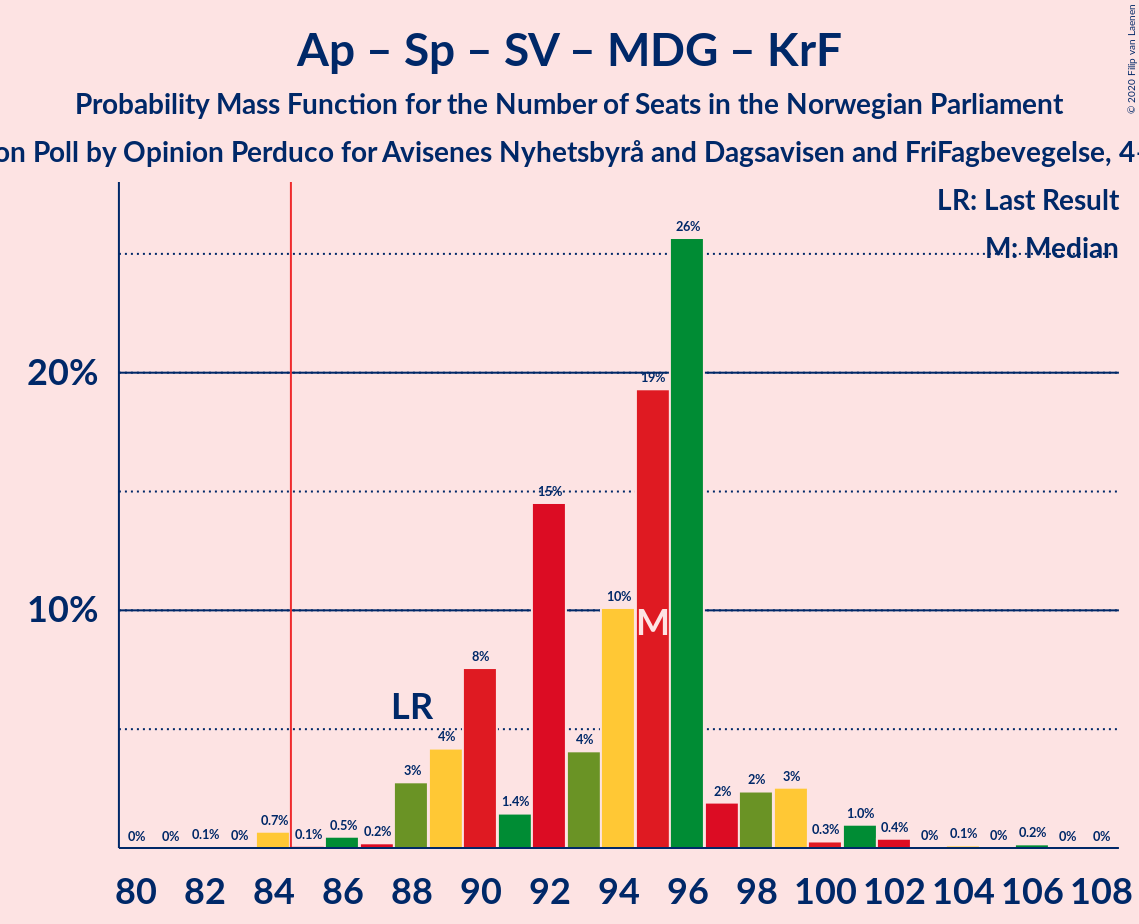 Ap – Sp – SV – MDG – KrF
Probability Mass Function for the Number of Seats in the Norwegian Parliament
on Poll by Opinion Perduco for Avisenes Nyhetsbyrå and Dagsavisen and FriFagbevegelse, 4-
© 2020 Filip van Laenen
LR: Last Result
M: Median
26%
20%
19%
15%
10%
10%
M
8%
LR
4%
4%
3%
3%
2%
2%
1.4%
1.0%
0% 0% 0.1% 0% 0.7% 0.1% 0.5% 0.2%
0.3% 0.4% 0% 0.1% 0% 0.2% 0% 0%
80 82 84 86 88 90 92 94 96 98 100 102 104 106 108